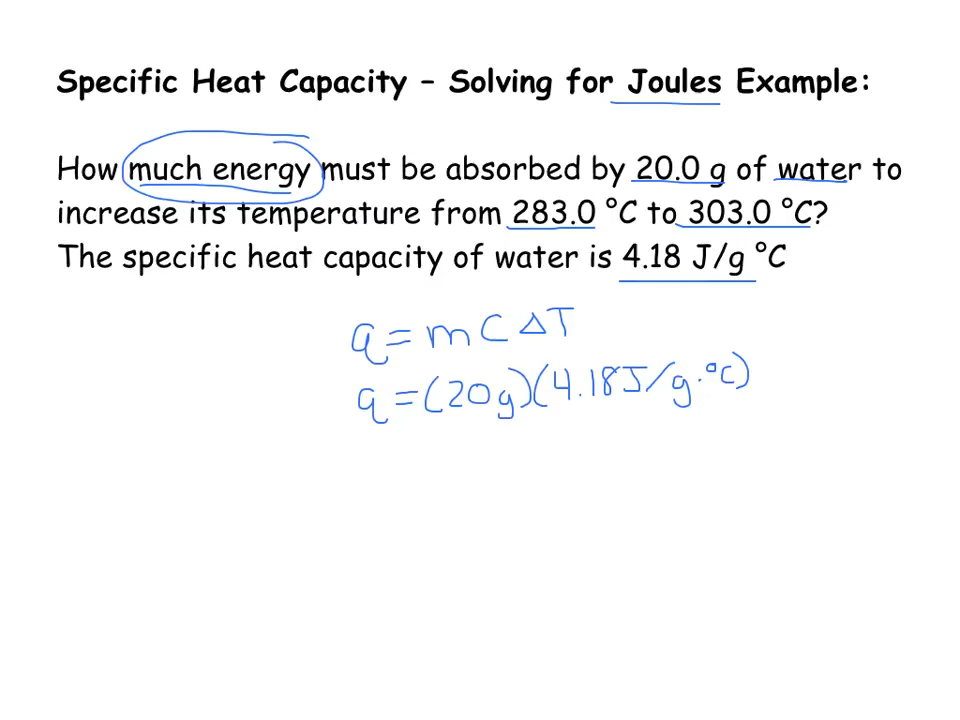 Specific Heat Capacity – Solving for Joules Example:
How much energy must be absorbed by 20.0 g of water to
increase its temperature from 283.0 °C to 303.0 °C?
The specific heat capacity of water is 4.18 J/g °C
q = m C Δ T
q = (20g)(4.18J/g·°C)